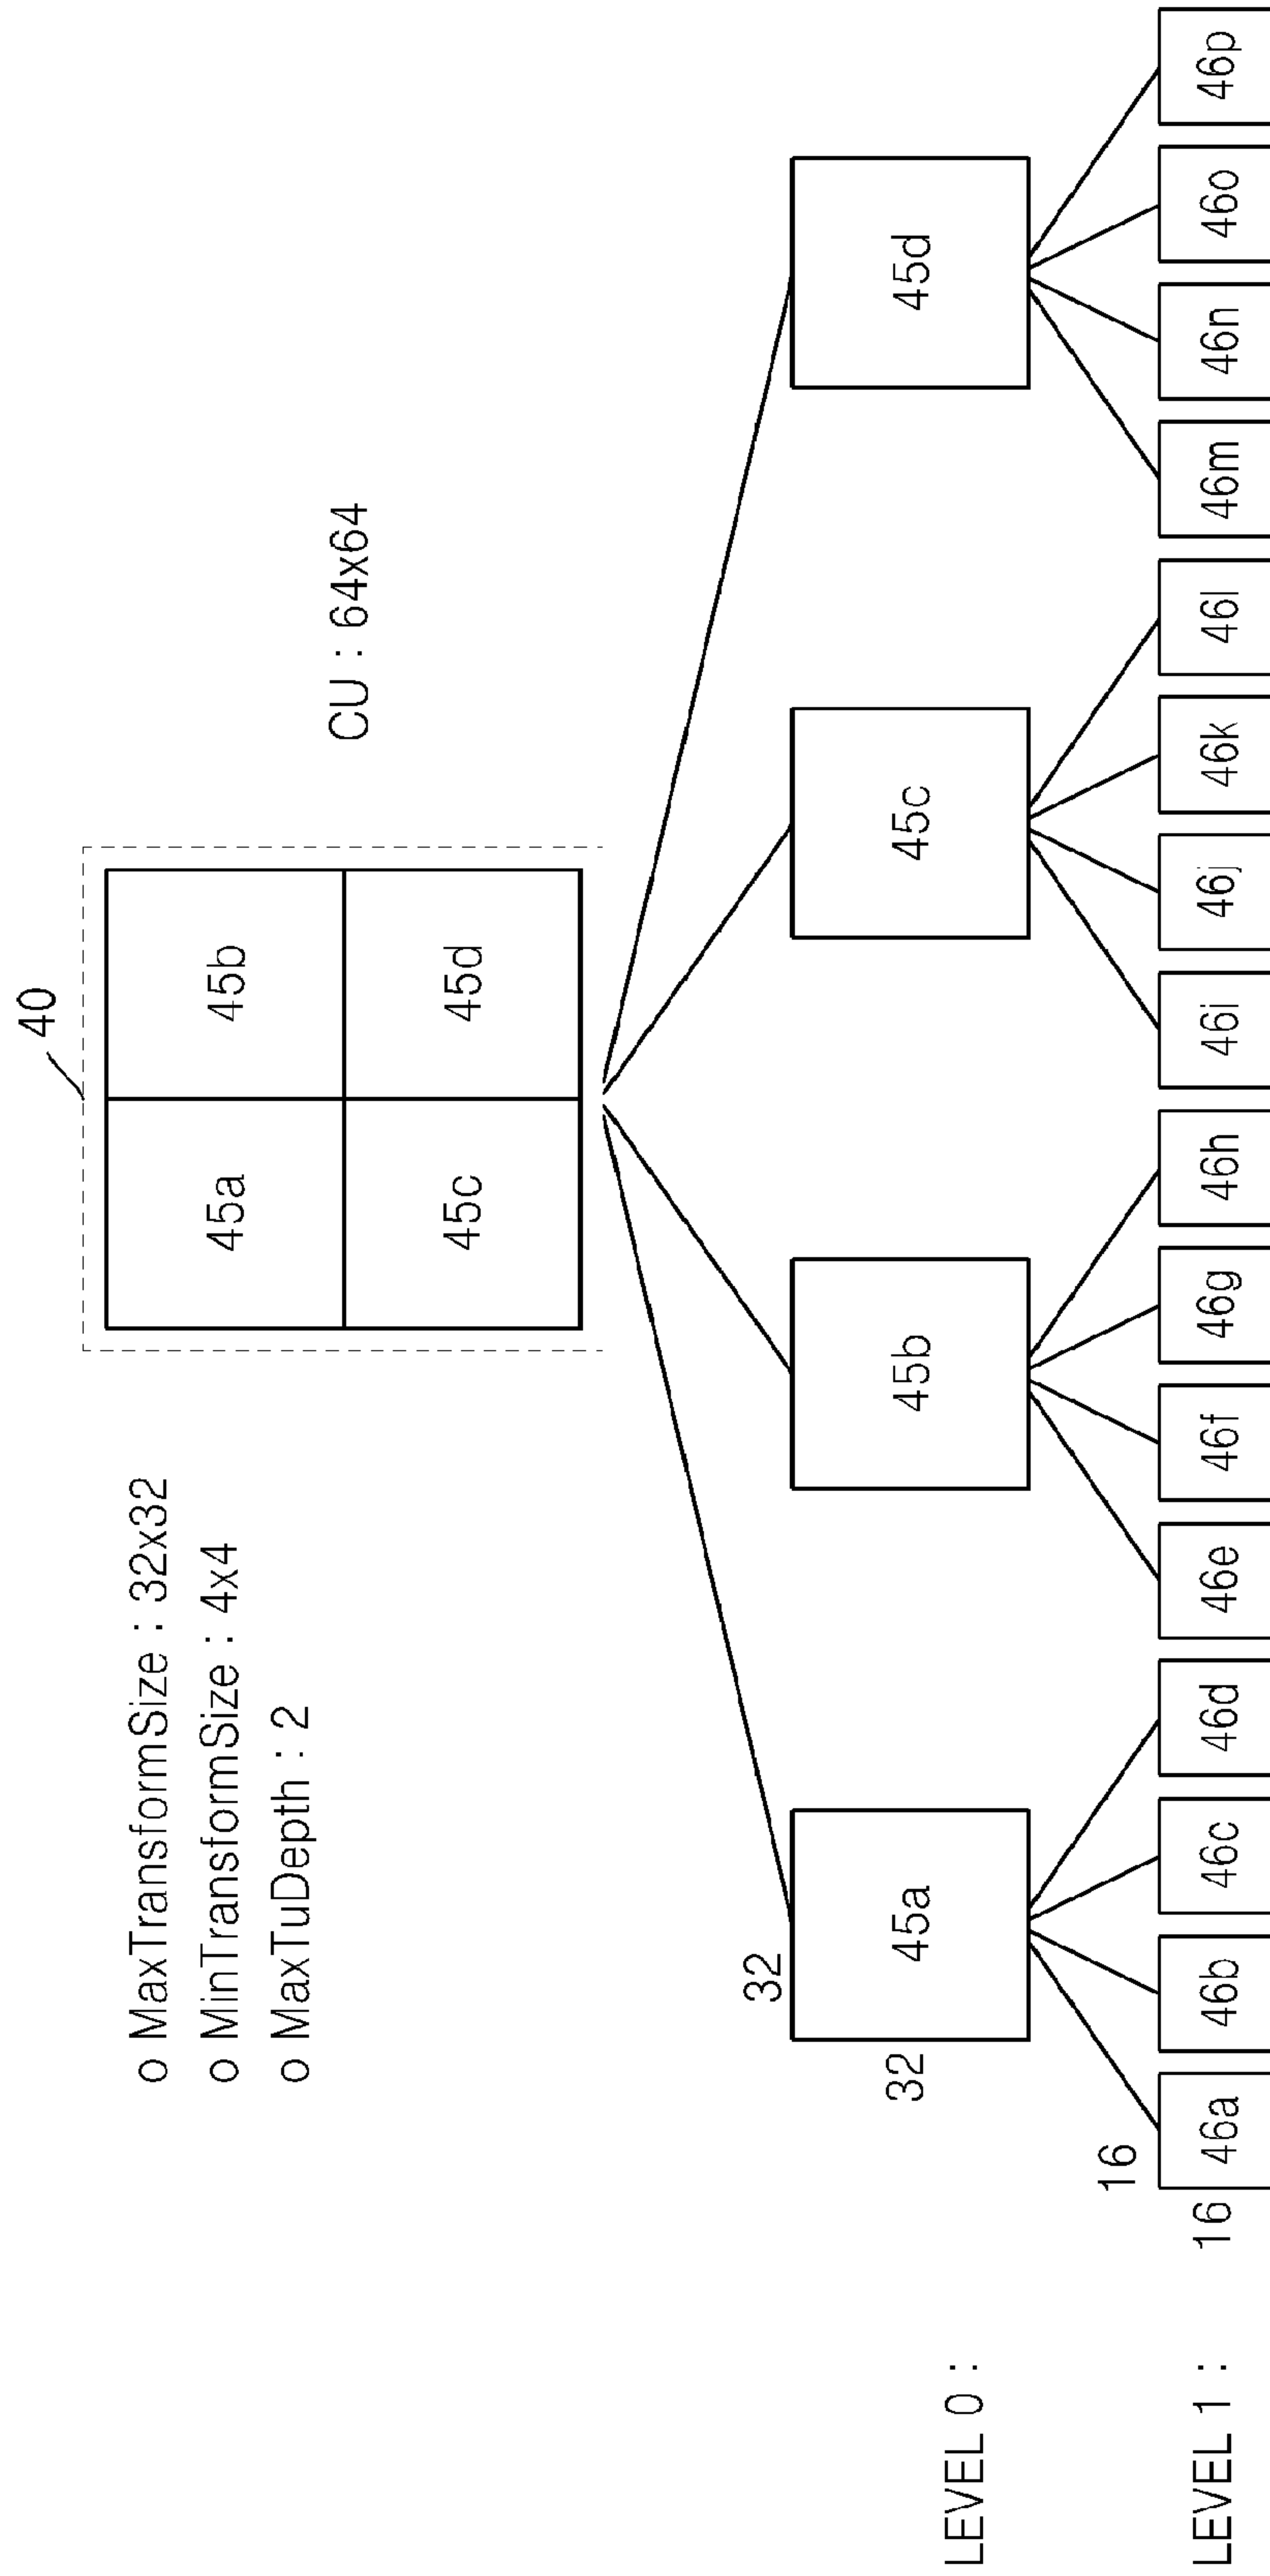 40
o MaxTransformSize : 32x32
o MinTransformSize : 4x4
o MaxTuDepth : 2
45a 45b
45c 45d
CU : 64x64
32
LEVEL 0 : 32 45a 45b 45c 45d
16
LEVEL 1 : 16 46a 46b 46c 46d 46e 46f 46g 46h 46i 46j 46k 46l 46m 46n 46o 46p